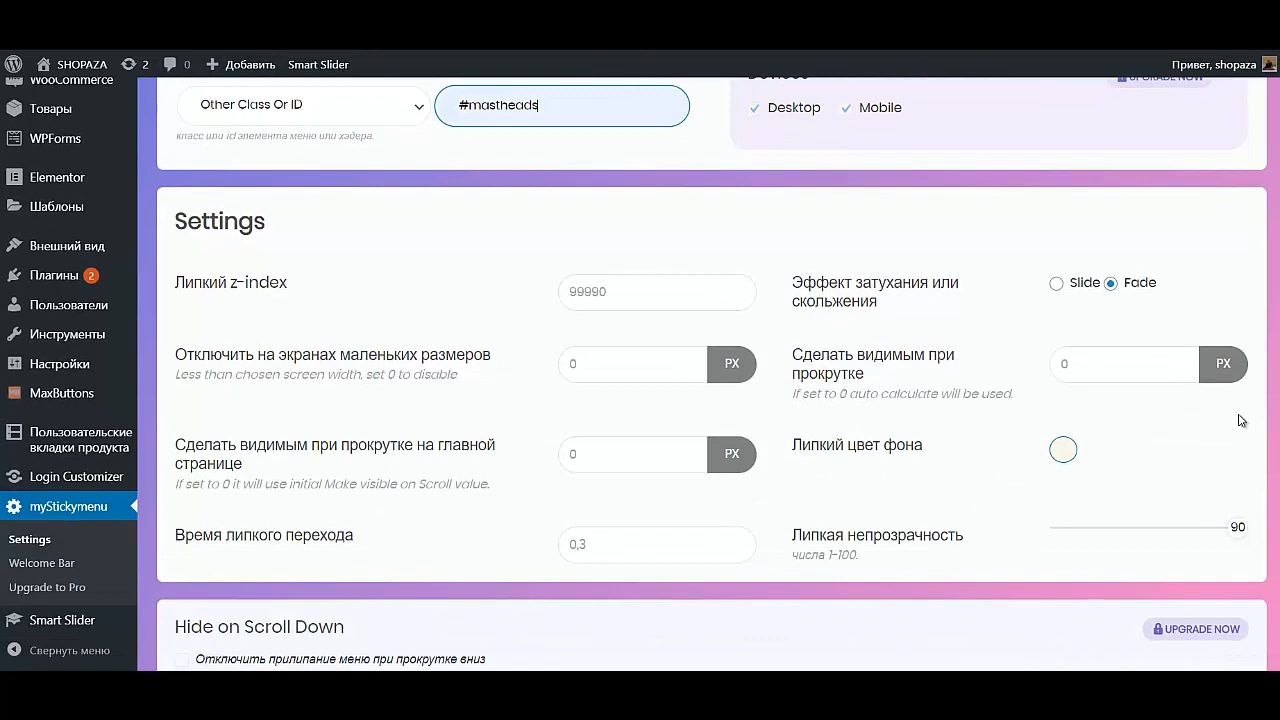 SHOPAZA
2
0
Добавить
Smart Slider
Привет, shopaza
WooCommerce
Товары
WPForms
Elementor
Шаблоны
Внешний вид
Плагины 2
Пользователи
Инструменты
Настройки
MaxButtons
Пользовательские
вкладки продукта
Login Customizer
myStickymenu
Settings
Welcome Bar
Upgrade to Pro
Smart Slider
Свернуть меню
Other Class Or ID
#mastheads
класс или id элемента меню или хэдера.
Devices
UPGRADE NOW
Desktop
Mobile
Settings
Липкий z-index
99990
Эффект затухания или
скольжения
Slide
Fade
Отключить на экранах маленьких размеров
Less than chosen screen width, set 0 to disable
0
PX
Сделать видимым при
прокрутке
If set to 0 auto calculate will be used.
0
PX
Сделать видимым при прокрутке на главной
странице
If set to 0 it will use initial Make visible on Scroll value.
0
PX
Липкий цвет фона
Время липкого перехода
0,3
Липкая непрозрачность
числа 1-100.
90
Hide on Scroll Down
UPGRADE NOW
Отключить прилипание меню при прокрутке вниз